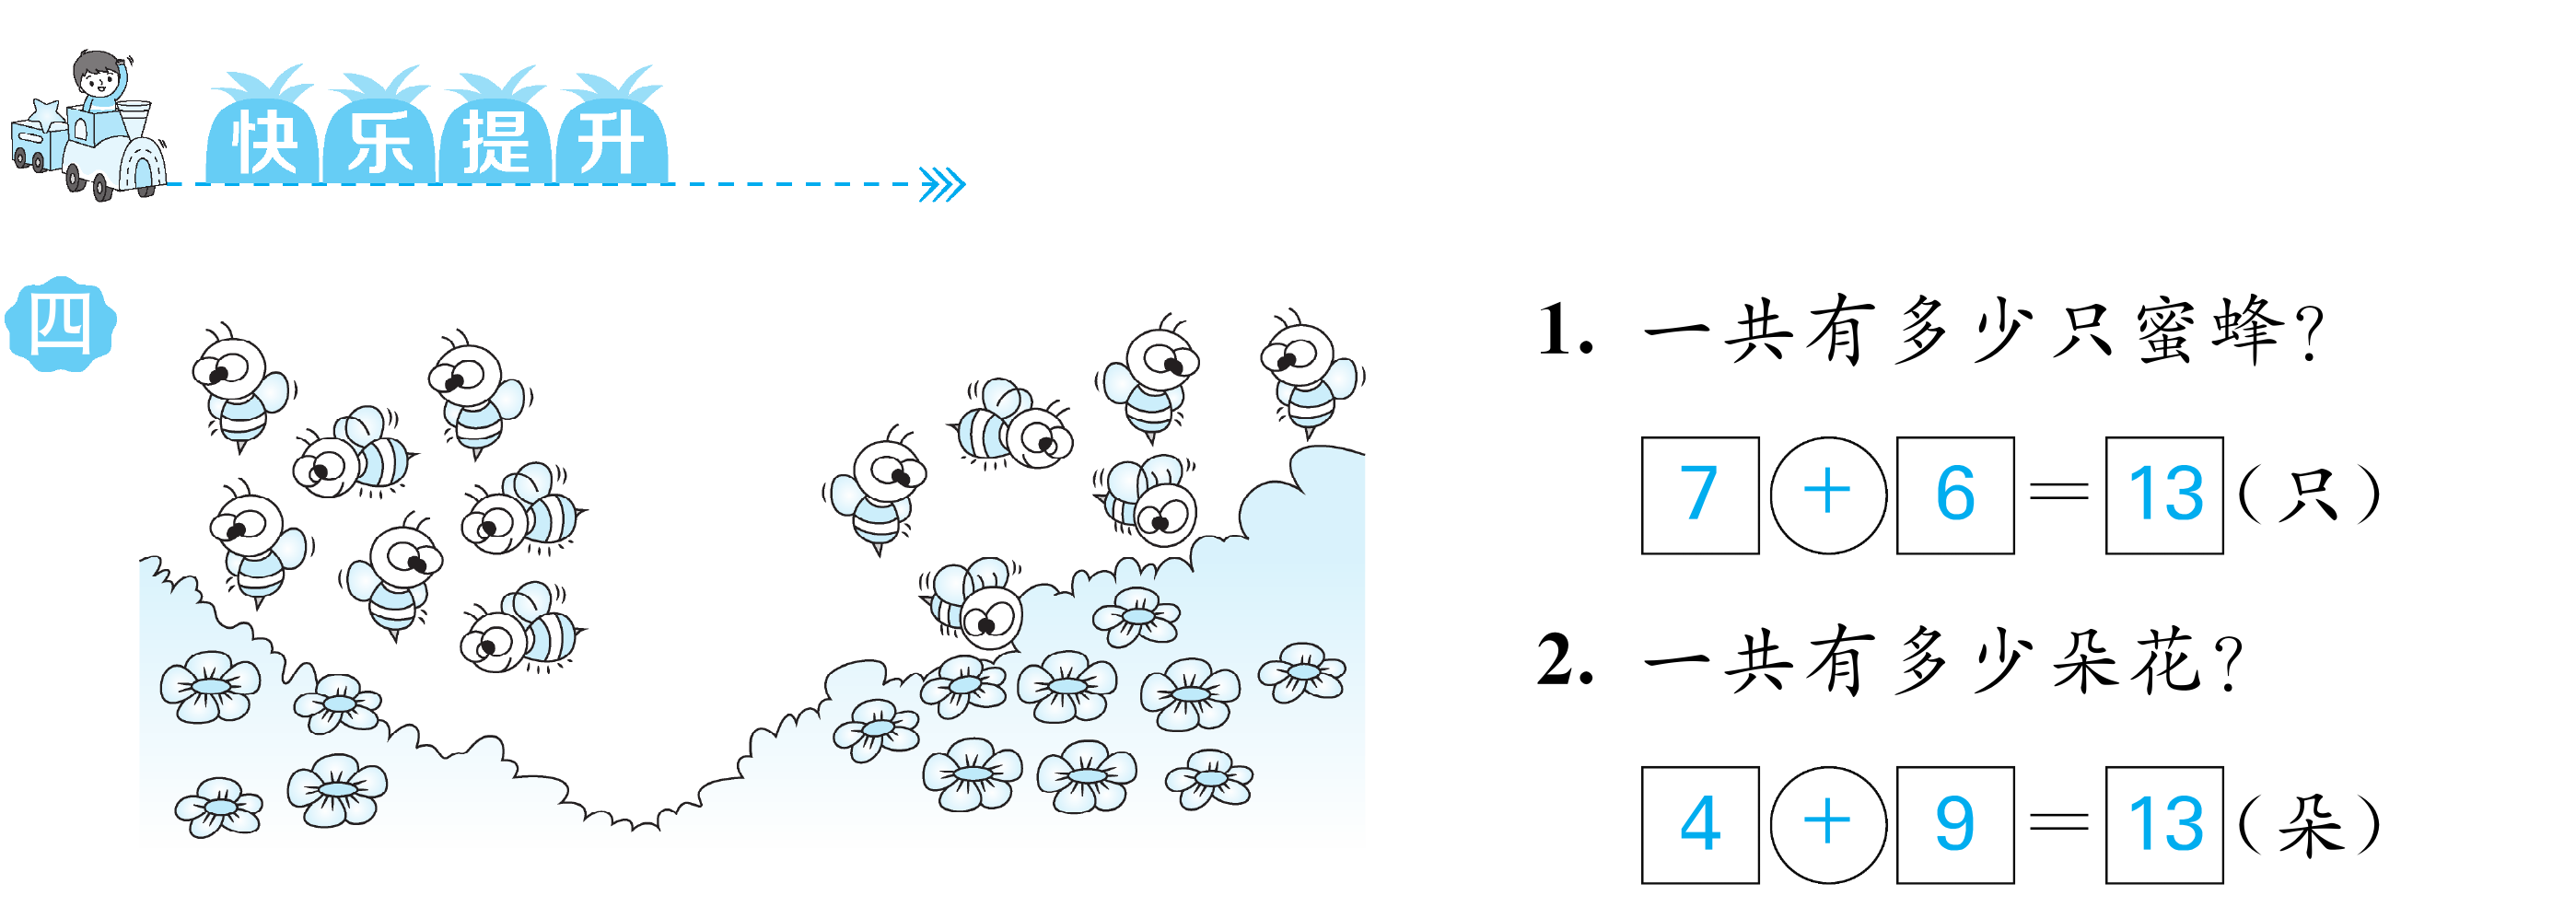 快乐提升
四
1. 一共有多少只蜜蜂?
7 + 6 = 13 (只)
2. 一共有多少朵花?
4 + 9 = 13 (朵)